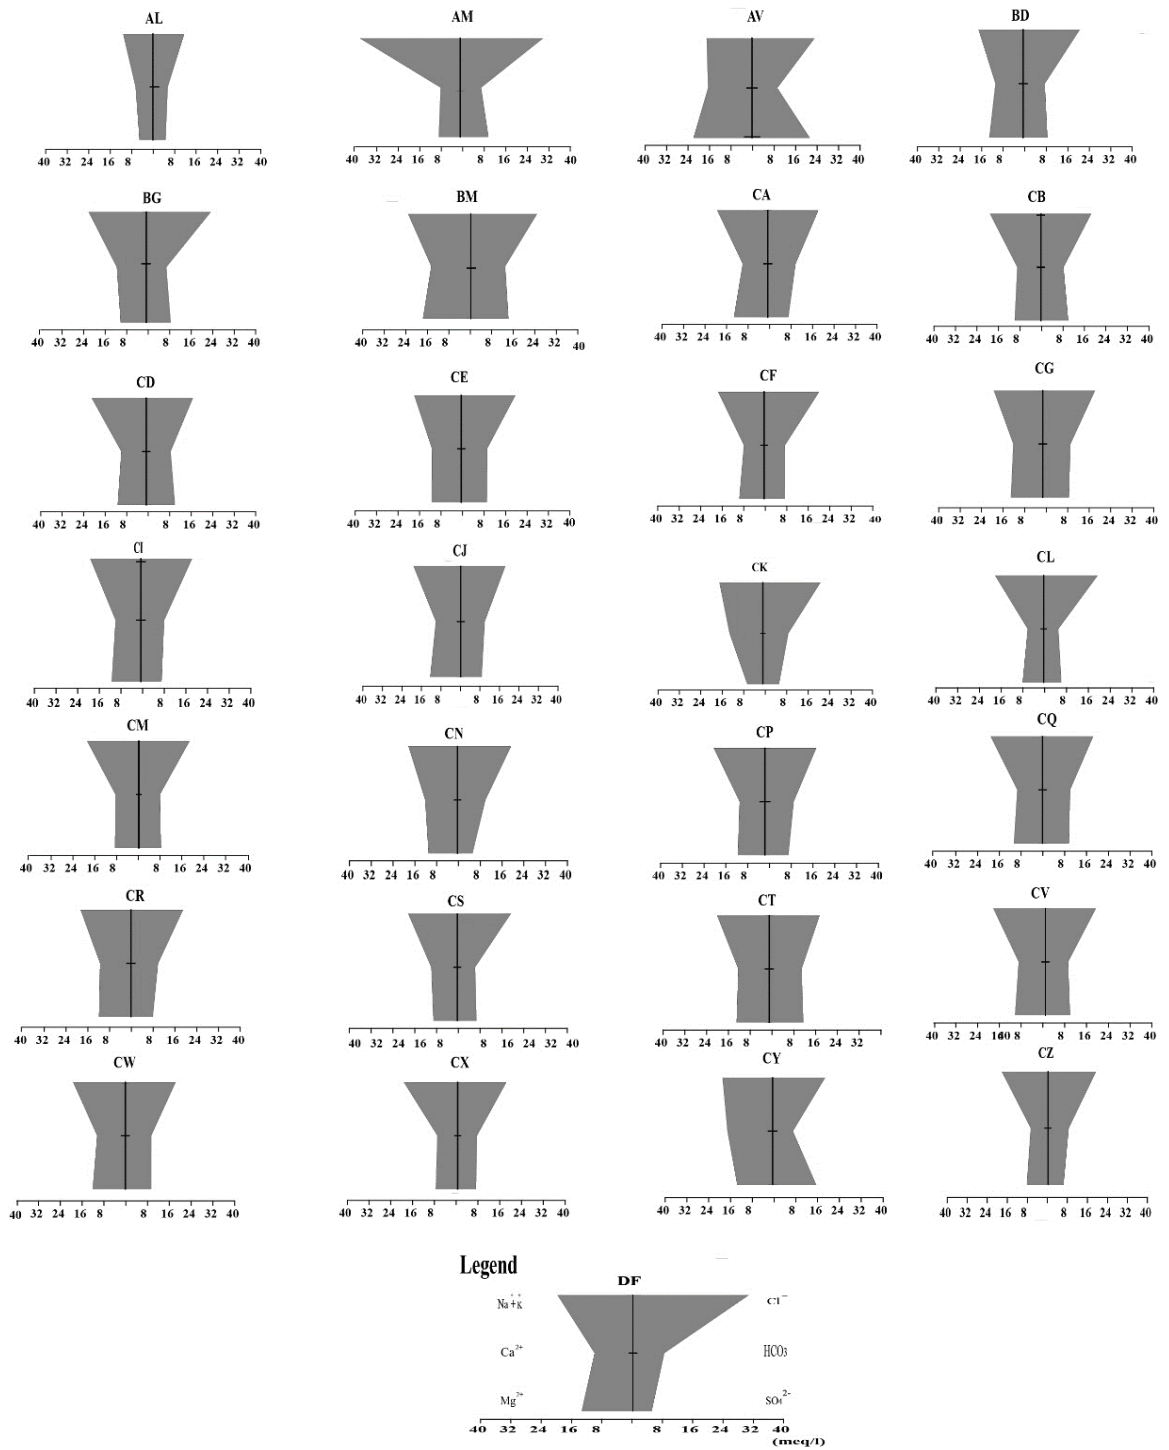 AL AM AV BD
40 32 24 16 8 8 16 24 32 40 40 32 24 16 8 8 16 24 32 40 40 32 24 16 8 8 16 24 32 40 40 32 24 16 8 8 16 24 32 40
BG BM CA CB
40 32 24 16 8 8 16 24 32 40 40 32 24 16 8 8 16 24 32 40 40 32 24 16 8 8 16 24 32 40 40 32 24 16 8 8 16 24 32 40
CD CE CF CG
40 32 24 16 8 8 16 24 32 40 40 32 24 16 8 8 16 24 32 40 40 32 24 16 8 8 16 24 32 40 40 32 24 16 8 8 16 24 32 40
CI CJ CK CL
40 32 24 16 8 8 16 24 32 40 40 32 24 16 8 8 16 24 32 40 40 32 24 16 8 8 16 24 32 40 40 32 24 16 8 8 16 24 32 40
CM CN CP CQ
40 32 24 16 8 8 16 24 32 40 40 32 24 16 8 8 16 24 32 40 40 32 24 16 8 8 16 24 32 40 40 32 24 16 8 8 16 24 32 40
CR CS CT CV
40 32 24 16 8 8 16 24 32 40 40 32 24 16 8 8 16 24 32 40 40 32 24 16 8 8 16 24 32 40 32 24 1600 8 8 16 24 32 40
CW CX CY CZ
40 32 24 16 8 8 16 24 32 40 40 32 24 16 8 8 16 24 32 40 40 32 24 16 8 8 16 24 32 40 40 32 24 16 8 8 16 24 32 40
Legend
DF
Na⁺+K⁺ Cl⁻
Ca²⁺ HCO₃
Mg²⁺ SO₄²⁻
40 32 24 16 8 8 16 24 32 40
(meq/l)